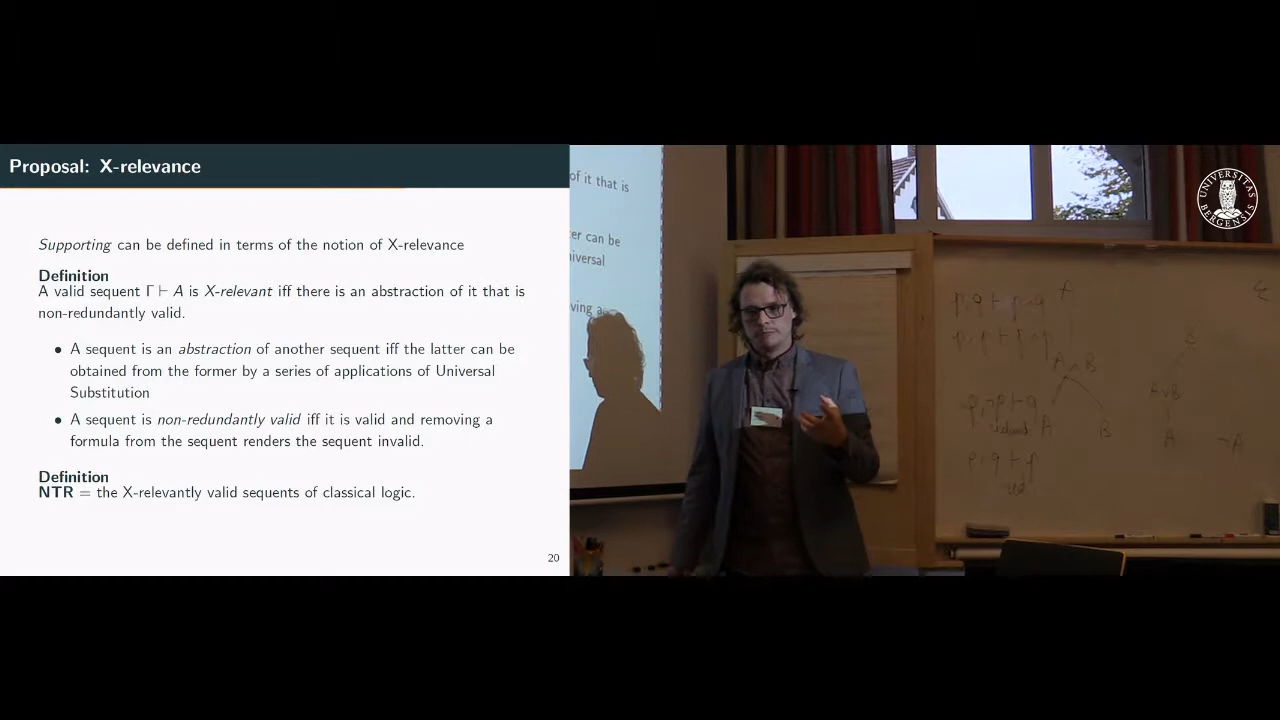 Proposal: X-relevance
Supporting can be defined in terms of the notion of X-relevance
Definition
A valid sequent Γ ⊢ A is X-relevant iff there is an abstraction of it that is
non-redundantly valid.
• A sequent is an abstraction of another sequent iff the latter can be
obtained from the former by a series of applications of Universal
Substitution
• A sequent is non-redundantly valid iff it is valid and removing a
formula from the sequent renders the sequent invalid.
Definition
NTR = the X-relevantly valid sequents of classical logic.
20
of it that is
ter can be
iversal
ving a
UNIVERSITAS
BERGENSIS
A
B
A∧B
A∨B
A
B
A
¬A
p, q ⊢ p